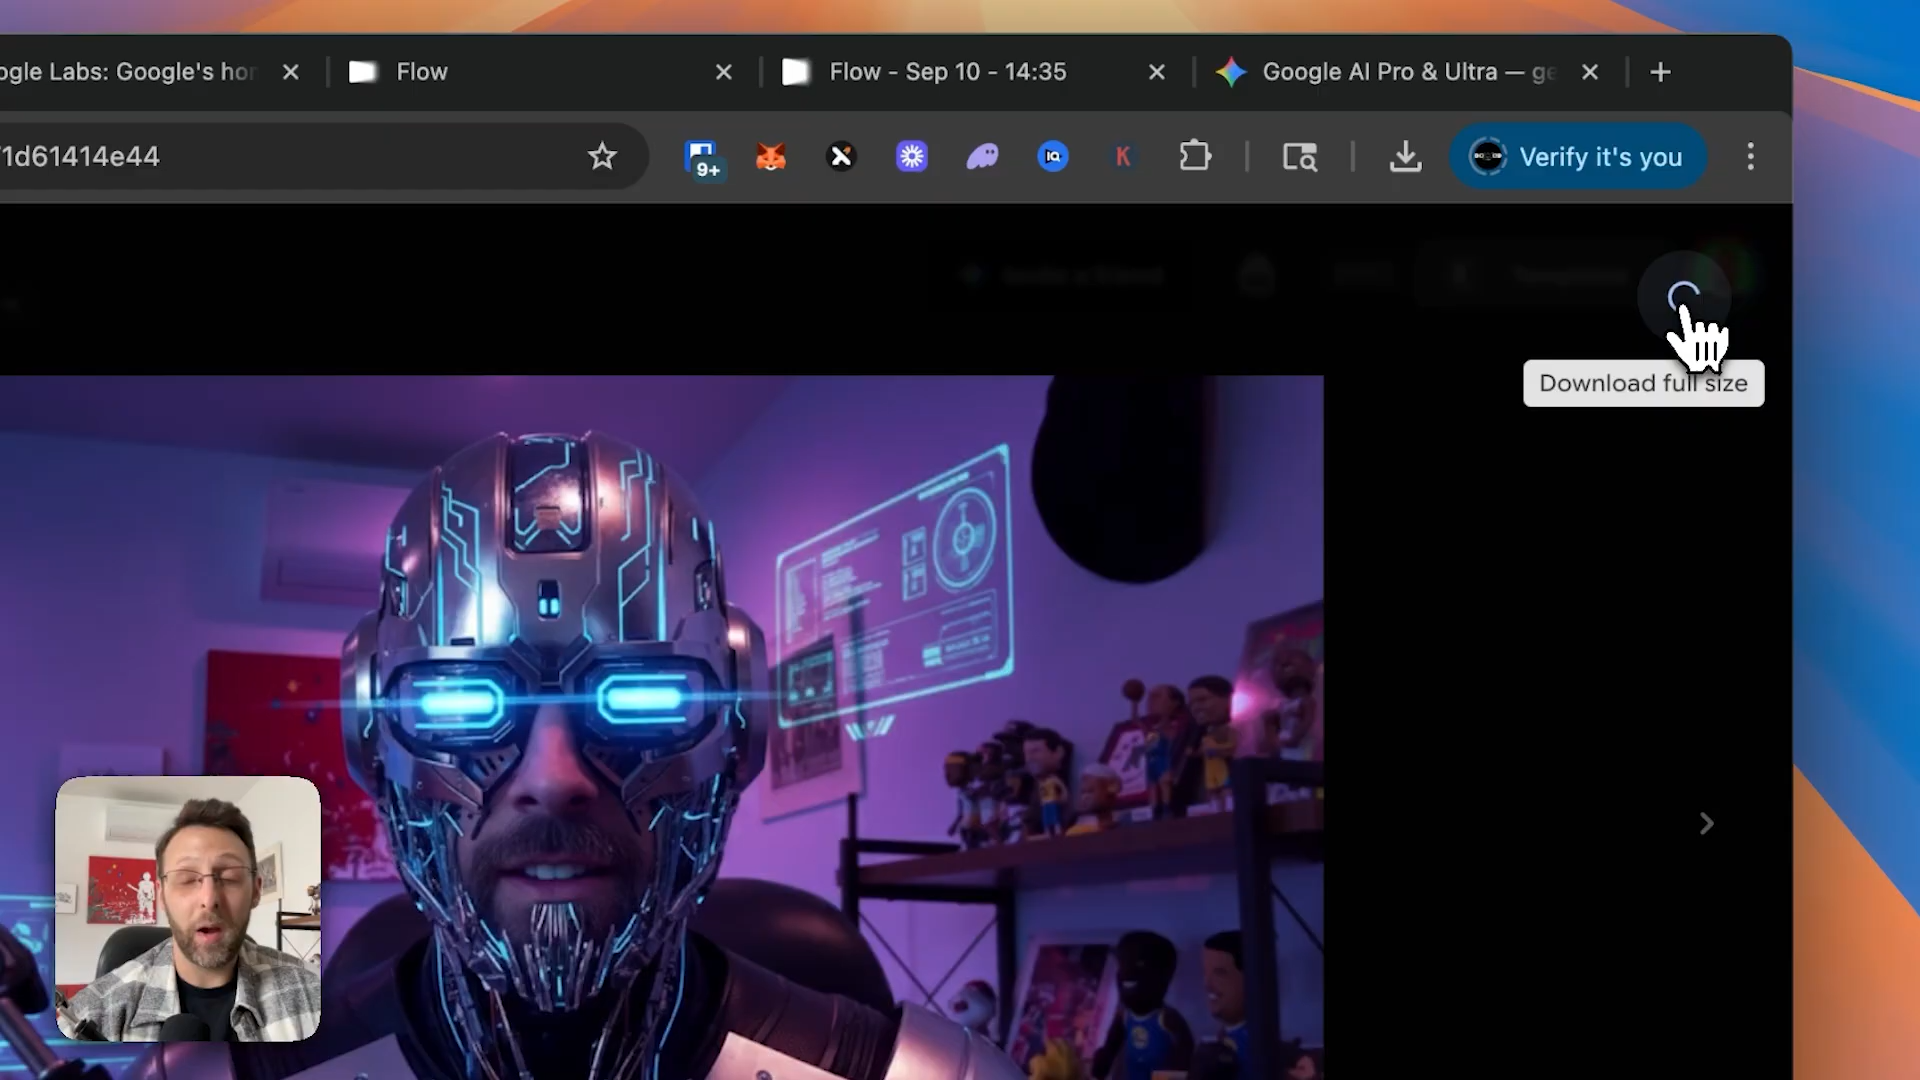 ogle Labs: Google's hor
Flow
Flow - Sep 10 - 14:35
Google AI Pro & Ultra — ge
1d61414e44
9+
IQ
K
Verify it's you
Download full size